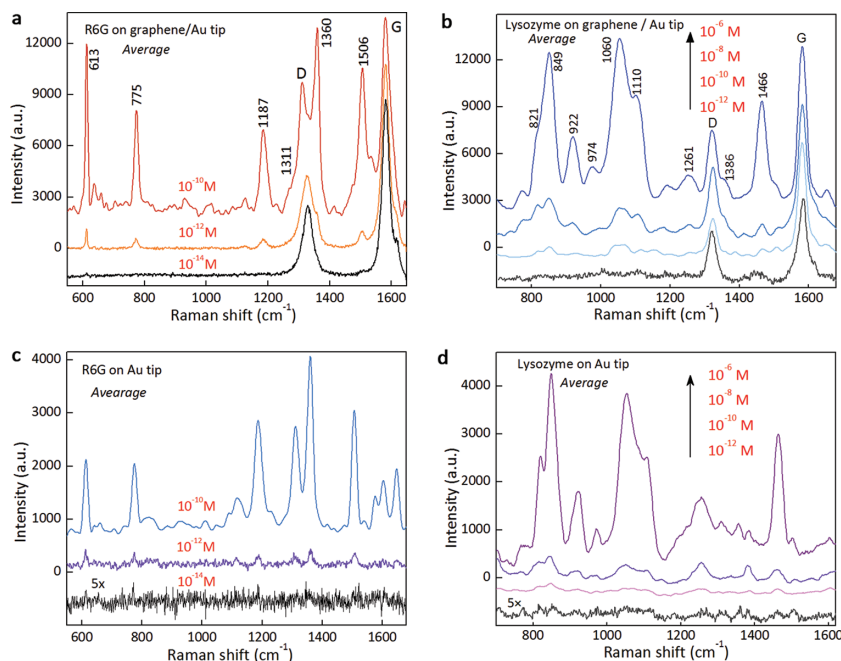 a
R6G on graphene/Au tip
Average
613
775
1187
1311
D
1360
1506
G
10⁻¹⁰M
10⁻¹²M
10⁻¹⁴M
12000
9000
6000
3000
0
Intensity (a.u.)
600 800 1000 1200 1400 1600
Raman shift (cm⁻¹)
b
Lysozyme on graphene / Au tip
Average
10⁻⁶ M
10⁻⁸ M
10⁻¹⁰ M
10⁻¹² M
821
849
922
974
1060
1110
1261
D
1386
1466
G
12000
9000
6000
3000
0
Intensity (a.u.)
800 1000 1200 1400 1600
Raman shift (cm⁻¹)
c
R6G on Au tip
Avearage
10⁻¹⁰M
10⁻¹²M
10⁻¹⁴M
5x
4000
3000
2000
1000
0
Intensity (a.u.)
600 800 1000 1200 1400 1600
Raman shift (cm⁻¹)
d
Lysozyme on Au tip
Average
10⁻⁶ M
10⁻⁸ M
10⁻¹⁰ M
10⁻¹² M
5×
4000
3000
2000
1000
0
Intensity (a.u.)
800 1000 1200 1400 1600
Raman shift (cm⁻¹)